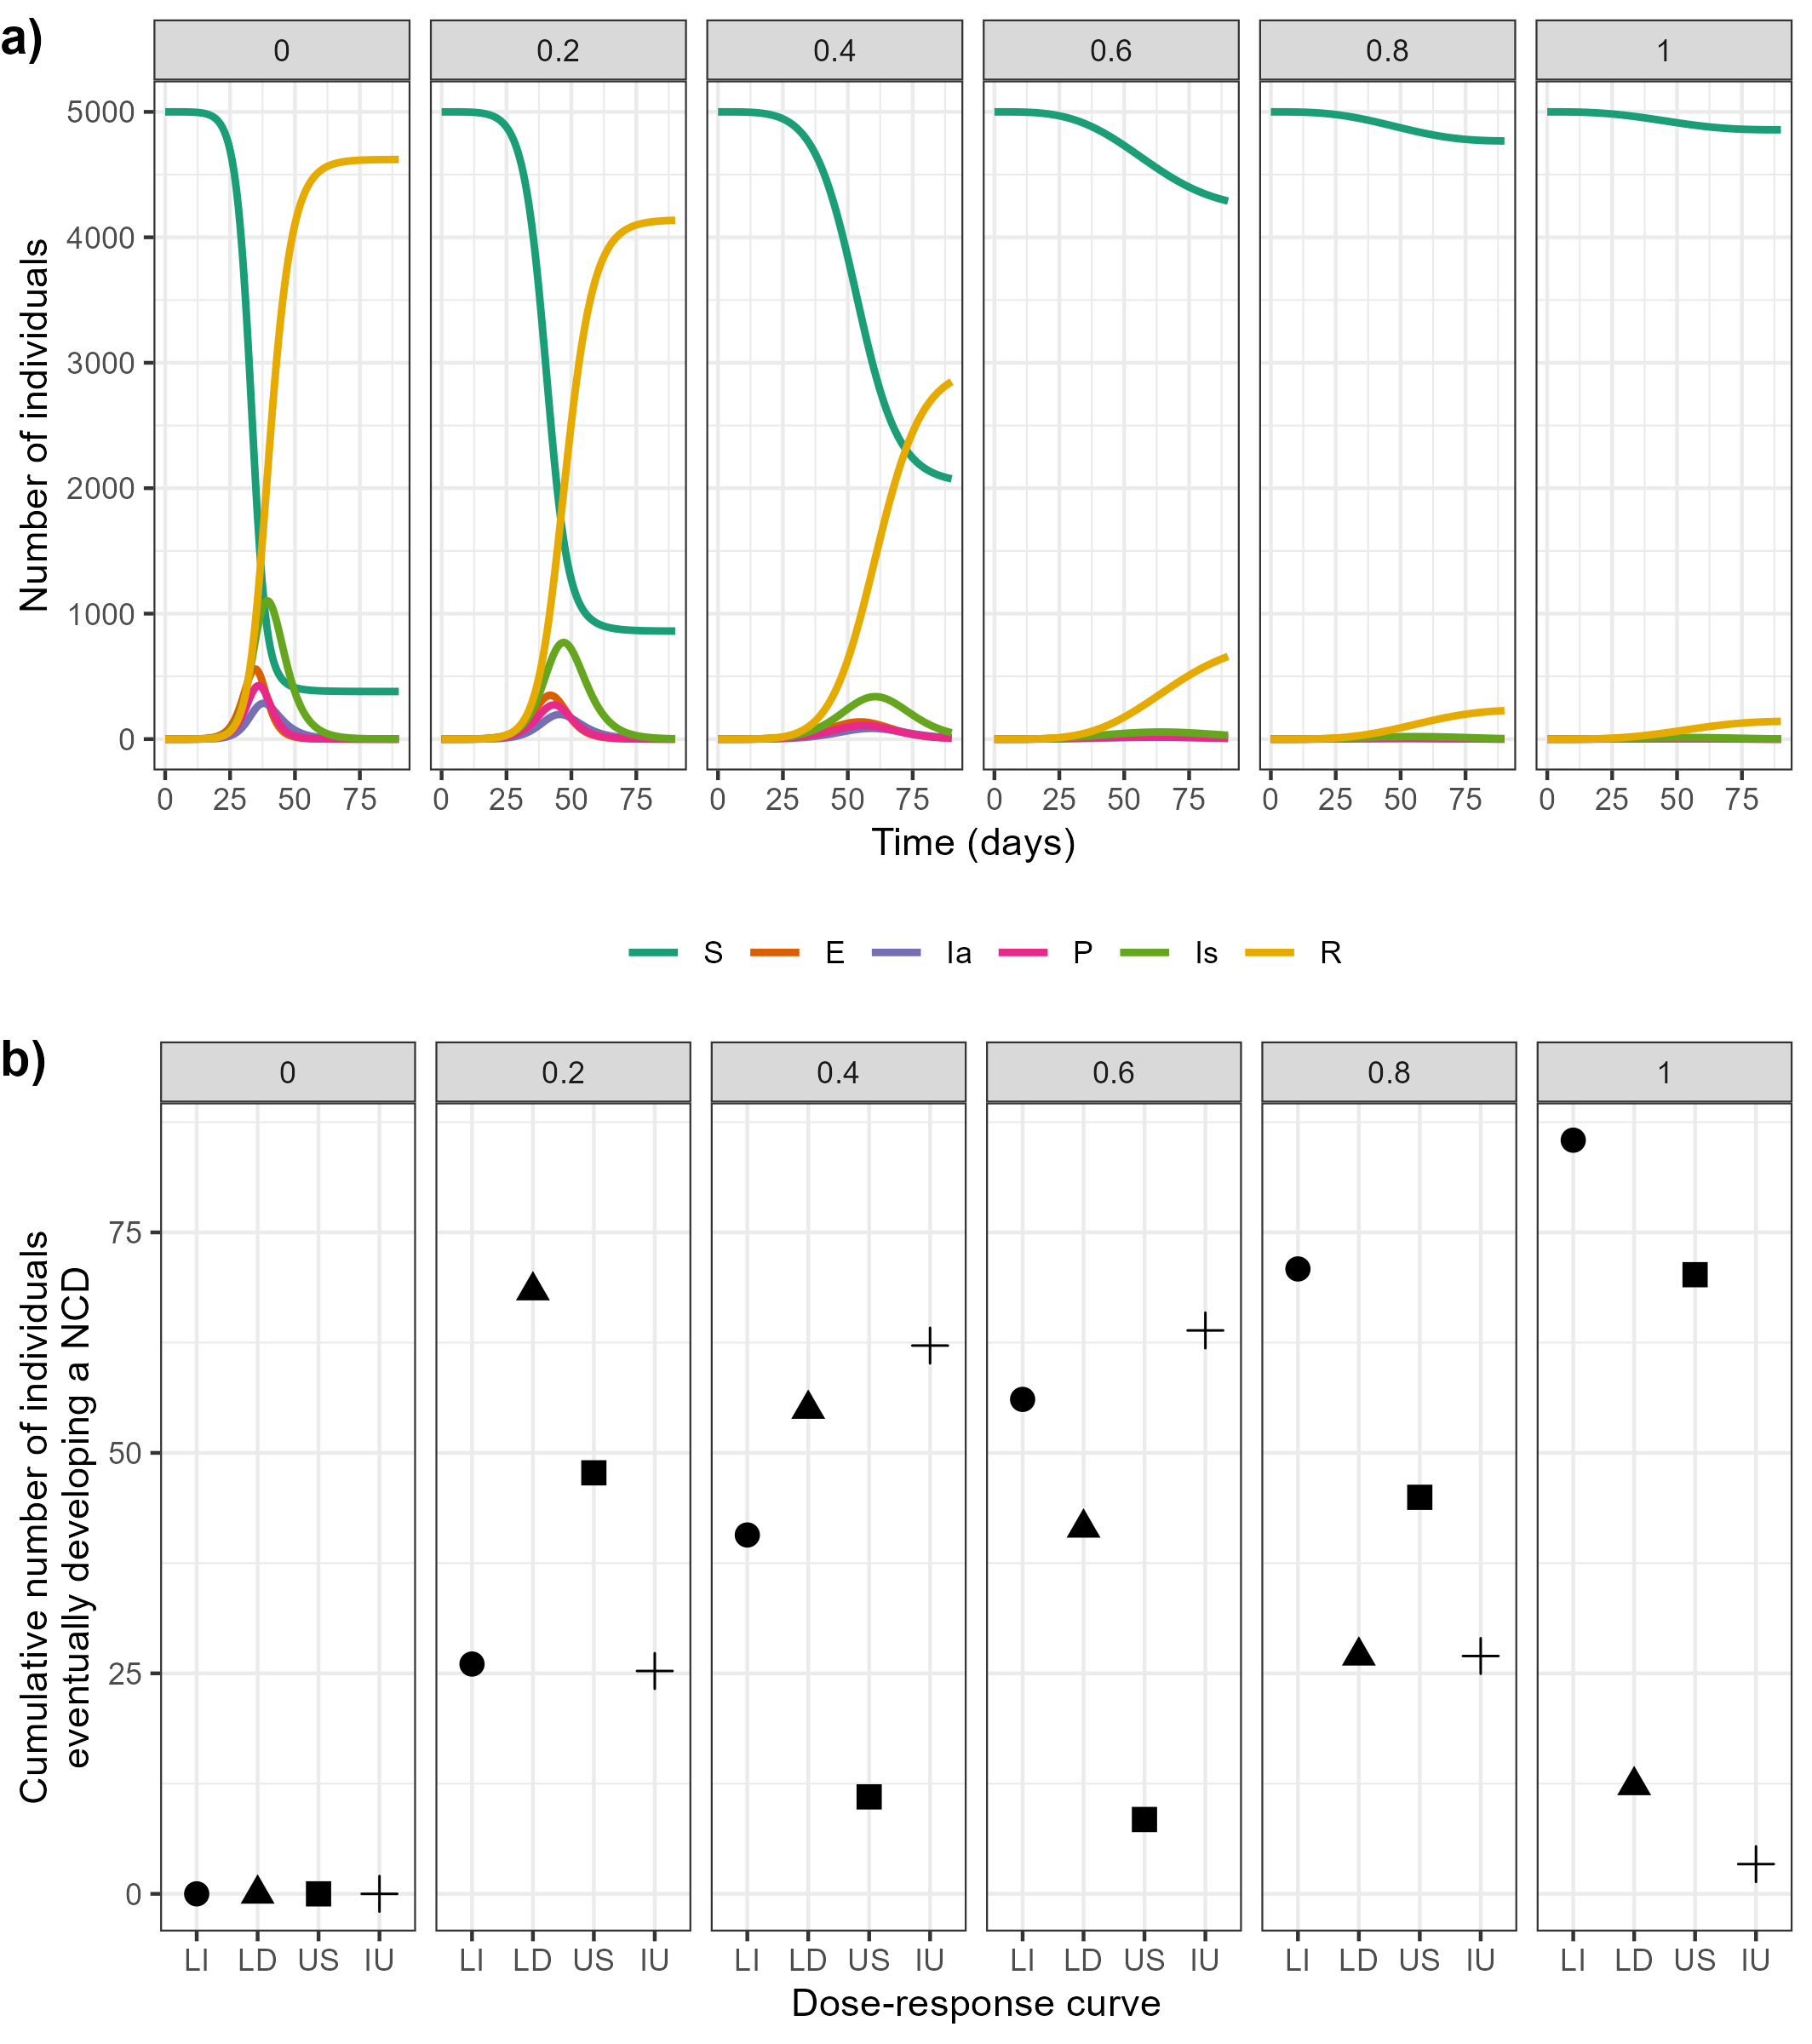 a)
0 0.2 0.4 0.6 0.8 1
5000
4000
3000
2000
1000
0
Number of individuals
0 25 50 75 0 25 50 75 0 25 50 75 0 25 50 75 0 25 50 75 0 25 50 75
Time (days)
S E Ia P Is R
b)
0 0.2 0.4 0.6 0.8 1
75
50
25
0
Cumulative number of individuals
eventually developing a NCD
LI LD US IU LI LD US IU LI LD US IU LI LD US IU LI LD US IU LI LD US IU
Dose-response curve